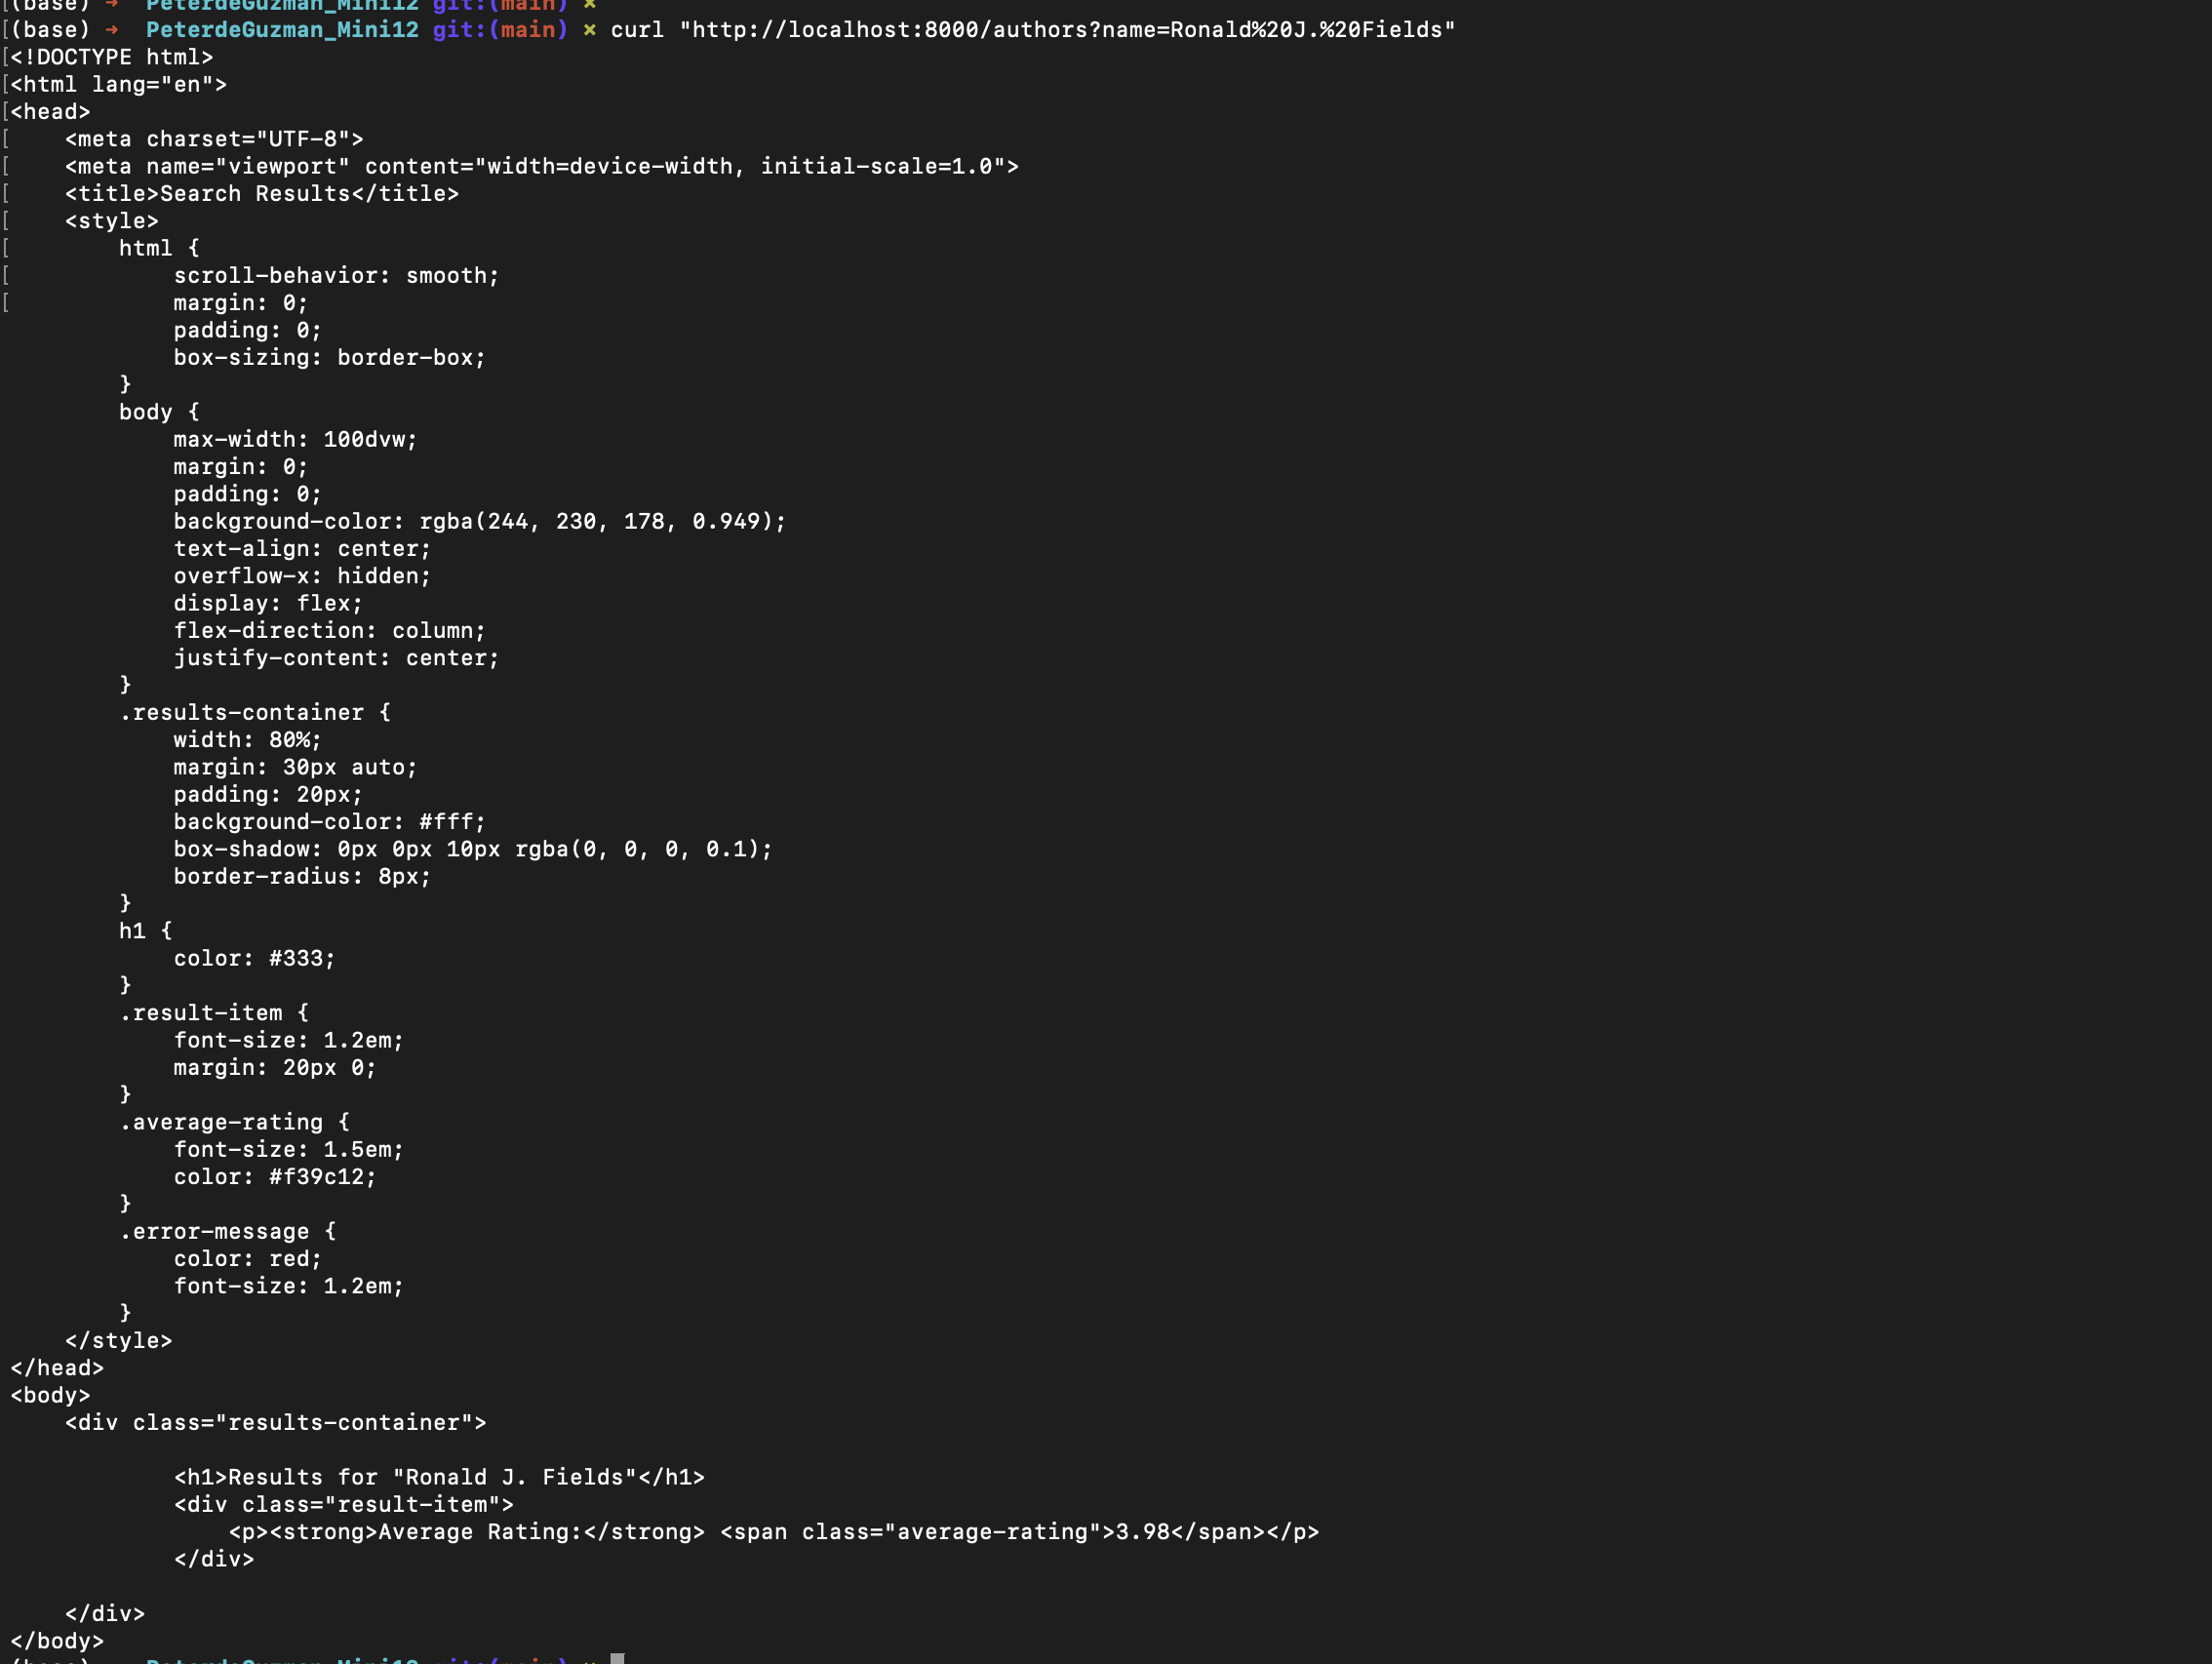 [(base) ➜  PeterdeGuzman_Mini12 git:(main) ✗
[(base) ➜  PeterdeGuzman_Mini12 git:(main) ✗ curl "http://localhost:8000/authors?name=Ronald%20J.%20Fields"
[<!DOCTYPE html>
[<html lang="en">
[<head>
[    <meta charset="UTF-8">
[    <meta name="viewport" content="width=device-width, initial-scale=1.0">
[    <title>Search Results</title>
[    <style>
[        html {
[            scroll-behavior: smooth;
[            margin: 0;
            padding: 0;
            box-sizing: border-box;
        }
        body {
            max-width: 100dvw;
            margin: 0;
            padding: 0;
            background-color: rgba(244, 230, 178, 0.949);
            text-align: center;
            overflow-x: hidden;
            display: flex;
            flex-direction: column;
            justify-content: center;
        }
        .results-container {
            width: 80%;
            margin: 30px auto;
            padding: 20px;
            background-color: #fff;
            box-shadow: 0px 0px 10px rgba(0, 0, 0, 0.1);
            border-radius: 8px;
        }
        h1 {
            color: #333;
        }
        .result-item {
            font-size: 1.2em;
            margin: 20px 0;
        }
        .average-rating {
            font-size: 1.5em;
            color: #f39c12;
        }
        .error-message {
            color: red;
            font-size: 1.2em;
        }
    </style>
</head>
<body>
    <div class="results-container">
            <h1>Results for "Ronald J. Fields"</h1>
            <div class="result-item">
                <p><strong>Average Rating:</strong> <span class="average-rating">3.98</span></p>
            </div>
    </div>
</body>
(base) ➜  PeterdeGuzman_Mini12 git:(main) ✗